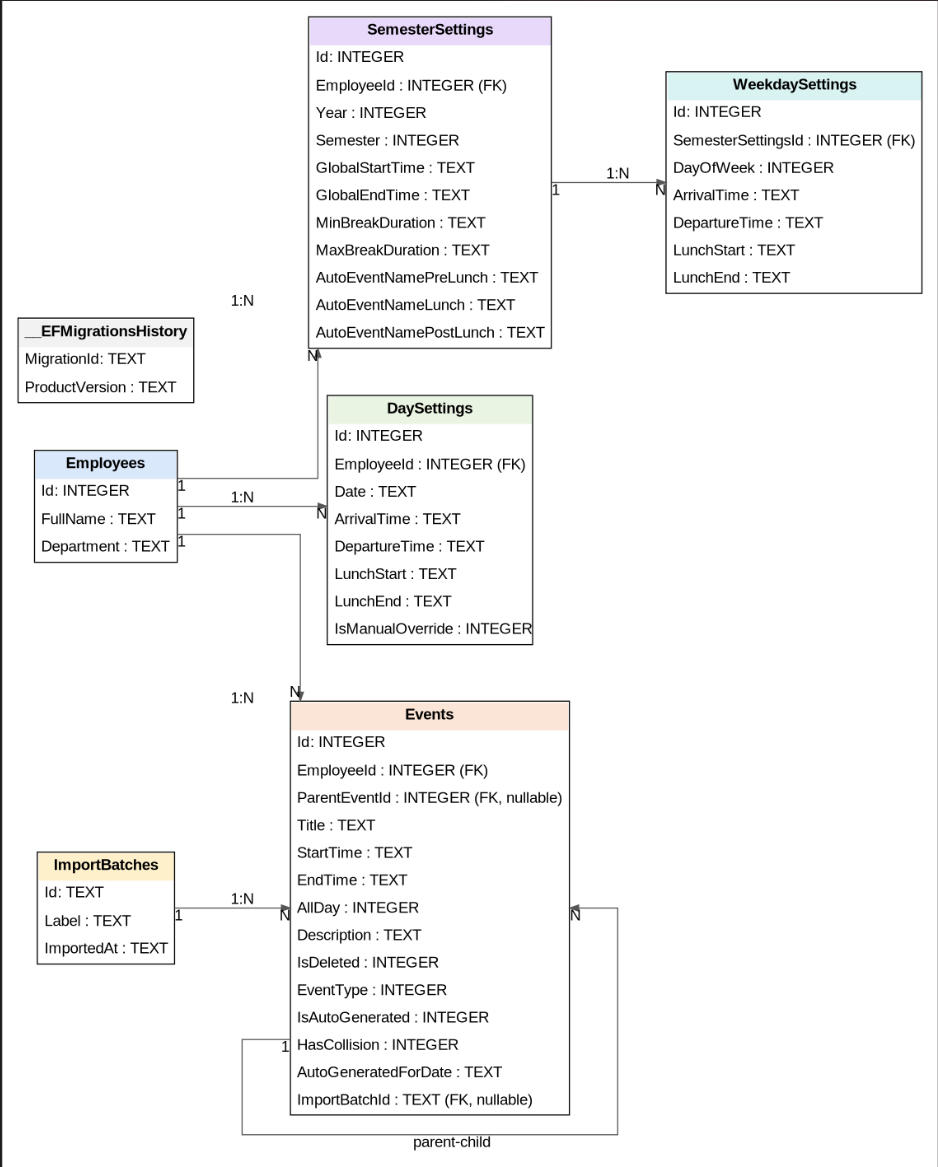 SemesterSettings
Id: INTEGER
EmployeeId : INTEGER (FK)
Year : INTEGER
Semester : INTEGER
GlobalStartTime : TEXT
GlobalEndTime : TEXT
MinBreakDuration : TEXT
MaxBreakDuration : TEXT
AutoEventNamePreLunch : TEXT
AutoEventNameLunch : TEXT
AutoEventNamePostLunch : TEXT
WeekdaySettings
Id: INTEGER
SemesterSettingsId : INTEGER (FK)
DayOfWeek : INTEGER
ArrivalTime : TEXT
DepartureTime : TEXT
LunchStart : TEXT
LunchEnd : TEXT
1:N
1
N
1:N
N
__EFMigrationsHistory
MigrationId: TEXT
ProductVersion : TEXT
Employees
Id: INTEGER
FullName : TEXT
Department : TEXT
1
1:N
1
N
1
DaySettings
Id: INTEGER
EmployeeId : INTEGER (FK)
Date : TEXT
ArrivalTime : TEXT
DepartureTime : TEXT
LunchStart : TEXT
LunchEnd : TEXT
IsManualOverride : INTEGER
1:N
N
Events
Id: INTEGER
EmployeeId : INTEGER (FK)
ParentEventId : INTEGER (FK, nullable)
Title : TEXT
StartTime : TEXT
EndTime : TEXT
AllDay : INTEGER
Description : TEXT
IsDeleted : INTEGER
EventType : INTEGER
IsAutoGenerated : INTEGER
HasCollision : INTEGER
AutoGeneratedForDate : TEXT
ImportBatchId : TEXT (FK, nullable)
ImportBatches
Id: TEXT
Label : TEXT
ImportedAt : TEXT
1:N
1
N
N
1
parent-child